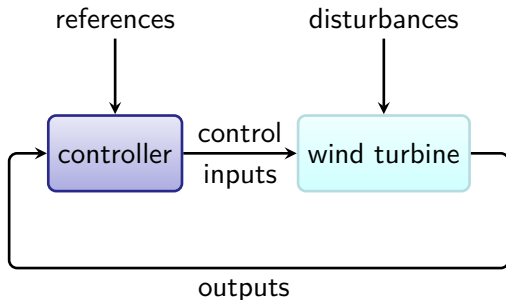 references
disturbances
controller
control
inputs
wind turbine
outputs